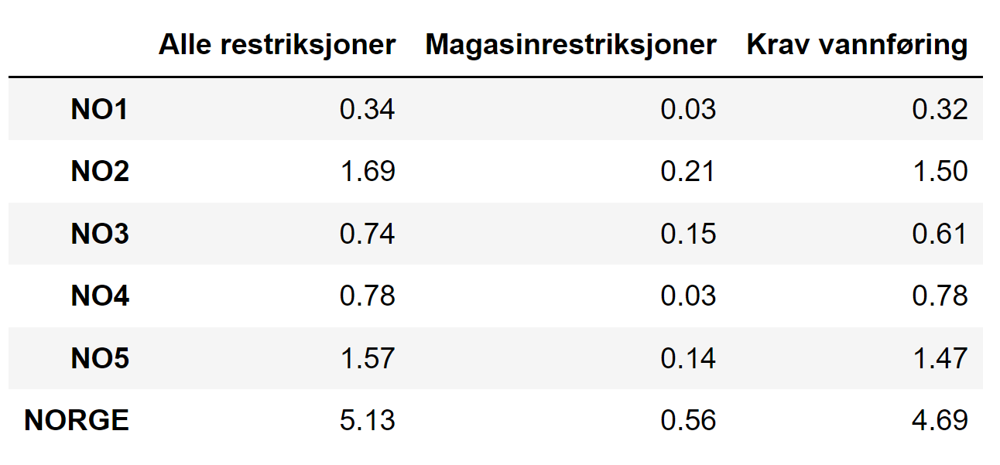 Alle restriksjoner Magasinrestriksjoner Krav vannføring
NO1 0.34 0.03 0.32
NO2 1.69 0.21 1.50
NO3 0.74 0.15 0.61
NO4 0.78 0.03 0.78
NO5 1.57 0.14 1.47
NORGE 5.13 0.56 4.69